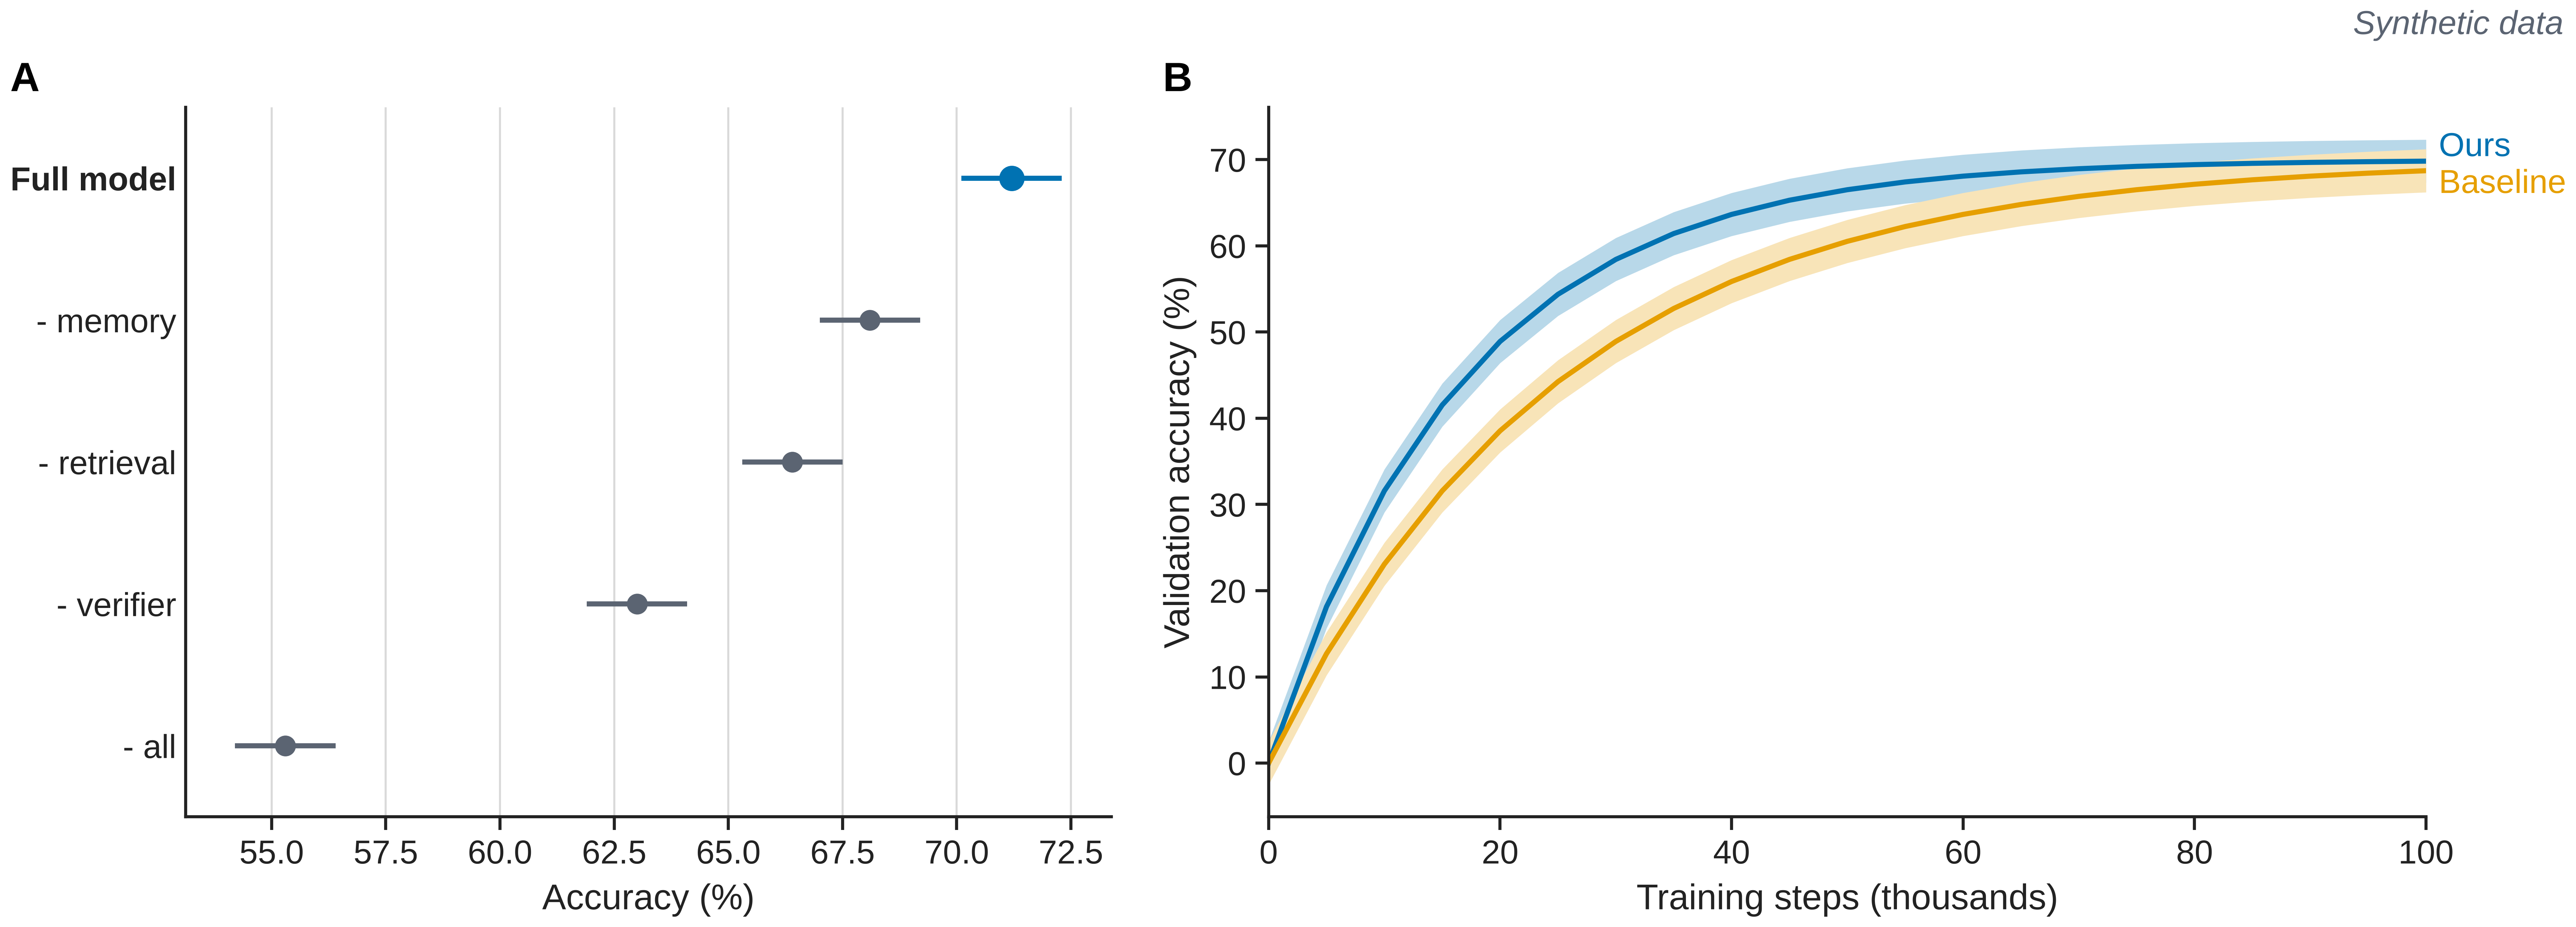 Synthetic data
A
Full model
- memory
- retrieval
- verifier
- all
55.0 57.5 60.0 62.5 65.0 67.5 70.0 72.5
Accuracy (%)
B
Validation accuracy (%)
70
60
50
40
30
20
10
0
0 20 40 60 80 100
Training steps (thousands)
Ours
Baseline